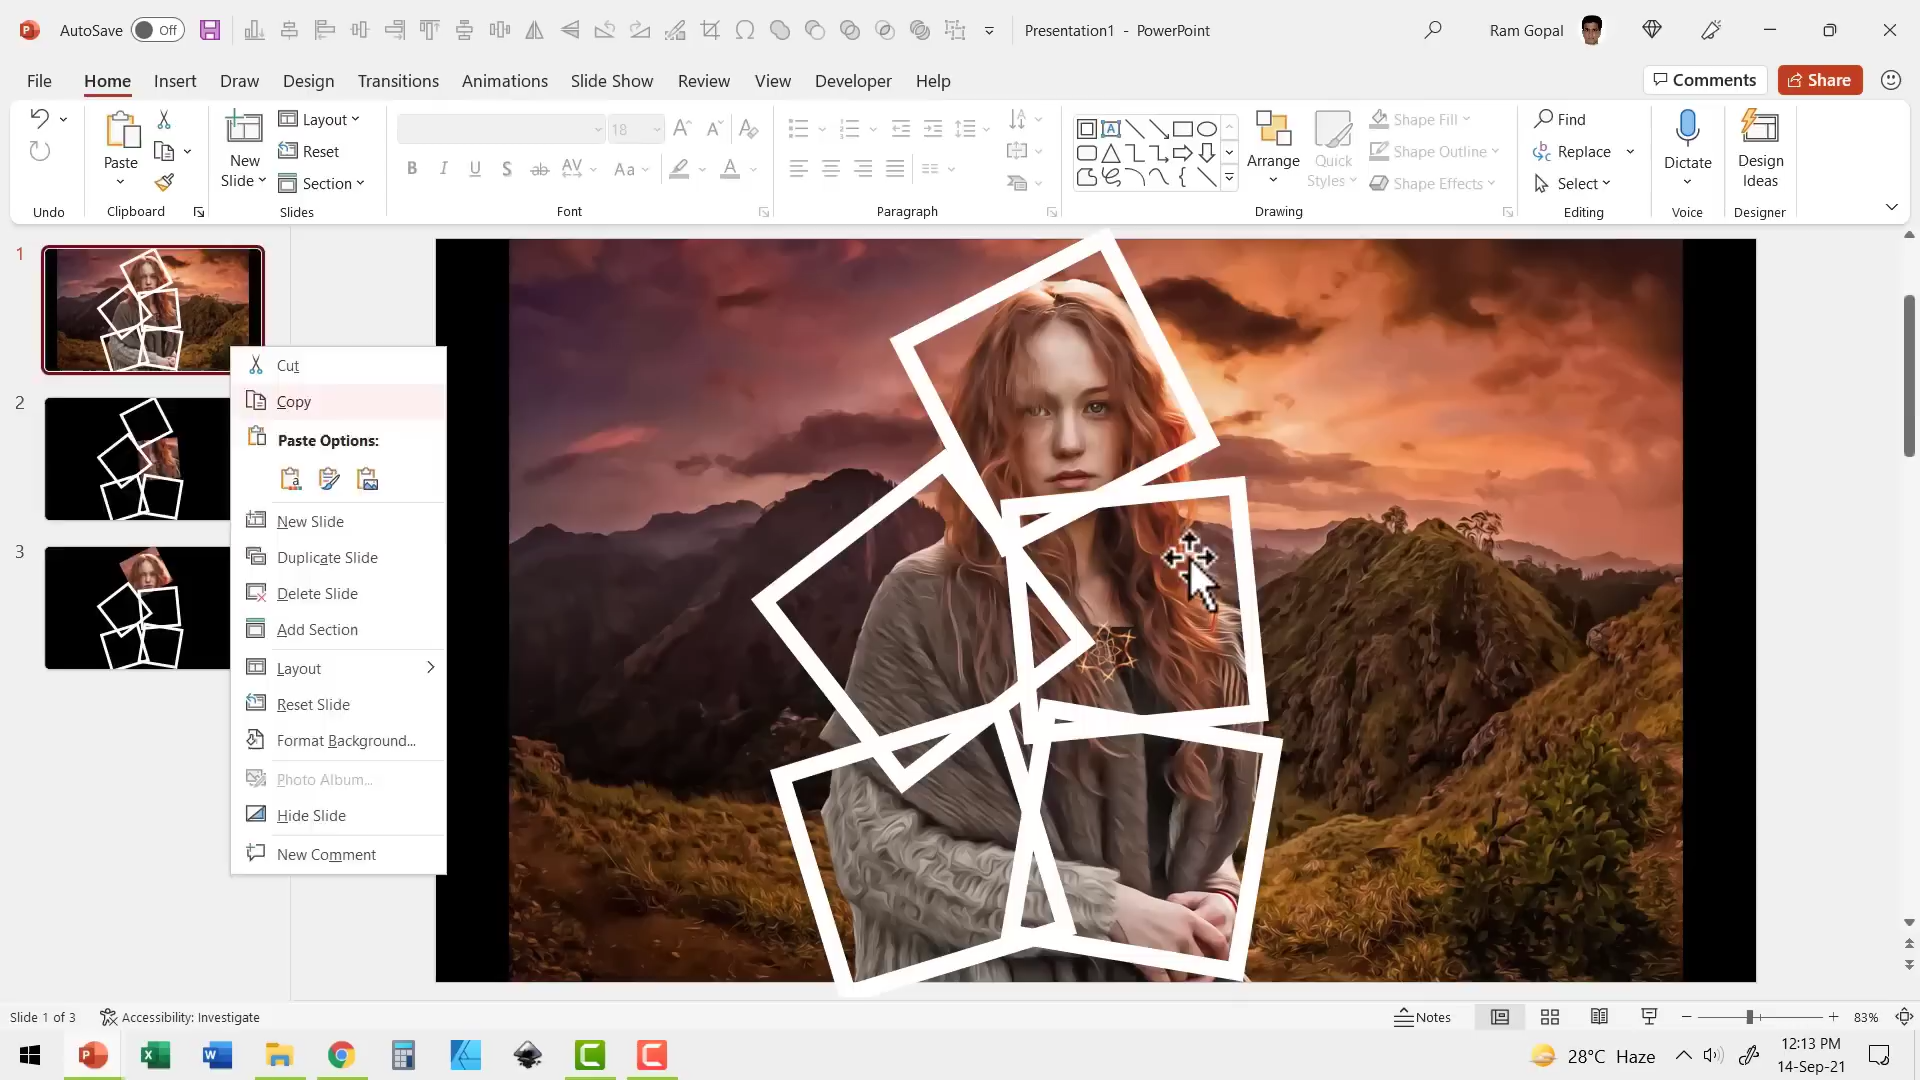 AutoSave Off Presentation1 - PowerPoint Ram Gopal
File Home Insert Draw Design Transitions Animations Slide Show Review View Developer Help Comments Share
Paste
New Slide
Layout
Reset
Section
18
Arrange
Quick Styles
Shape Fill
Shape Outline
Shape Effects
Find
Replace
Select
Dictate
Design Ideas
Undo Clipboard Slides Font Paragraph Drawing Editing Voice Designer
1
2
3
Cut
Copy
Paste Options:
New Slide
Duplicate Slide
Delete Slide
Add Section
Layout
Reset Slide
Format Background...
Photo Album...
Hide Slide
New Comment
Slide 1 of 3 Accessibility: Investigate Notes 83%
28°C Haze 12:13 PM
14-Sep-21